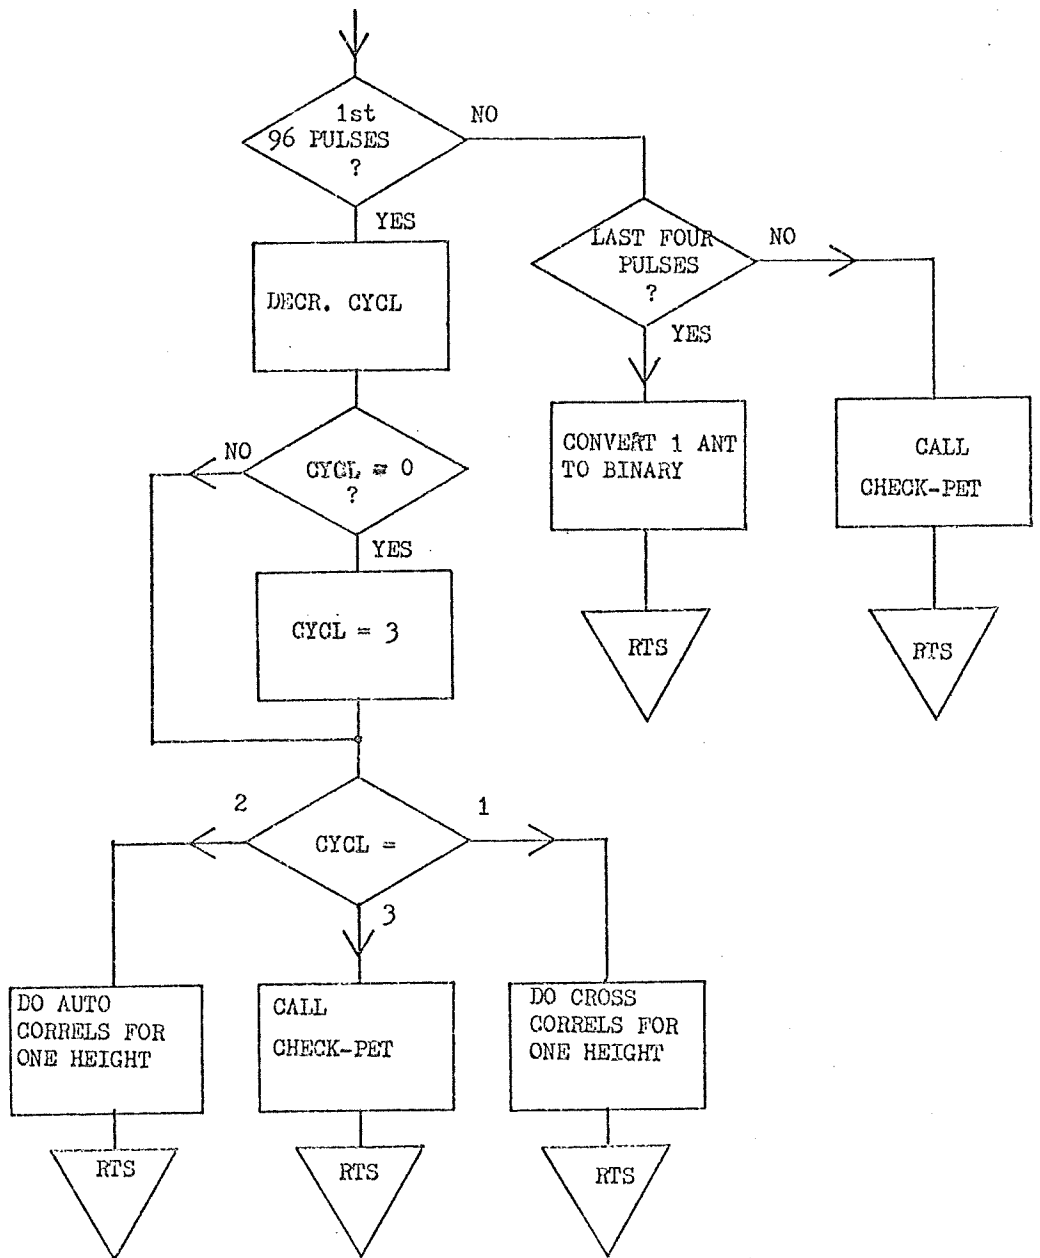 1st
96 PULSES
?
NO
YES
LAST FOUR
PULSES
?
NO
YES
DECR. CYCL
CONVERT 1 ANT
TO BINARY
CALL
CHECK-PET
NO
CYCL = 0
?
YES
CYCL = 3
RTS
RTS
2
1
CYCL =
3
DO AUTO
CORRELS FOR
ONE HEIGHT
CALL
CHECK-PET
DO CROSS
CORRELS FOR
ONE HEIGHT
RTS
RTS
RTS